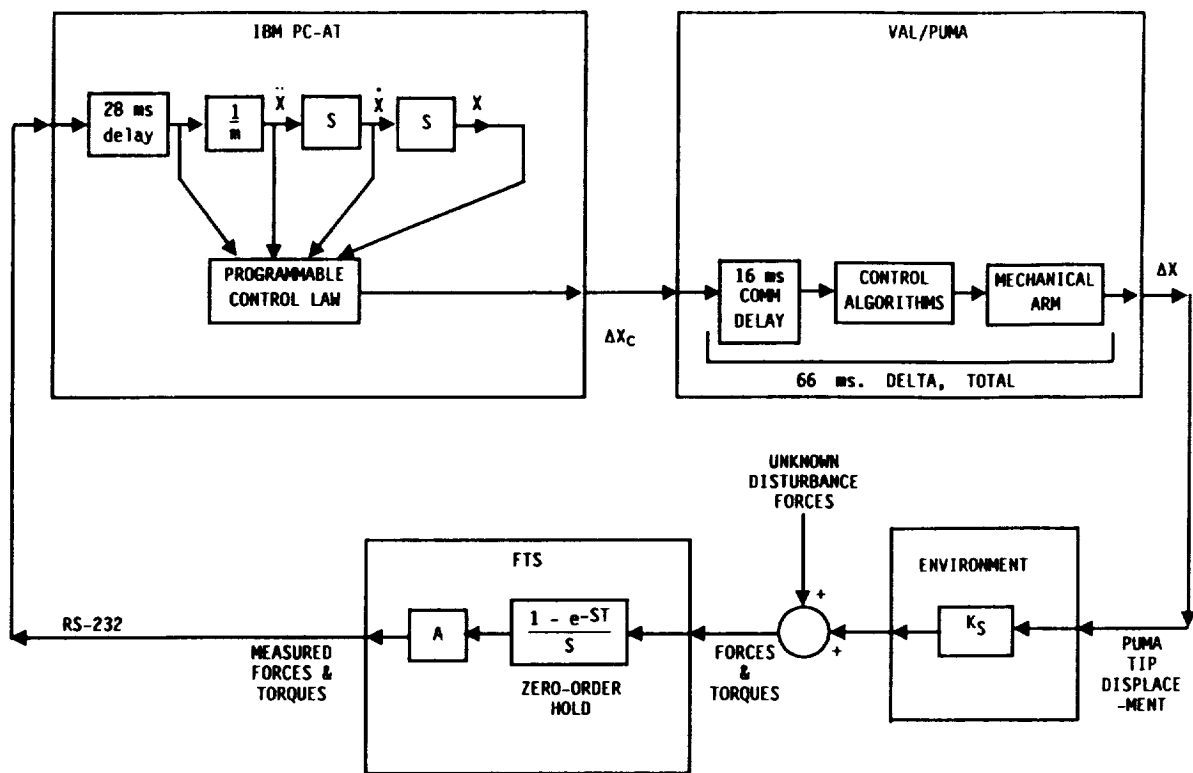 IBM PC-AT
VAL/PUMA
28 ms
delay
1
m
Ẍ
S
Ẋ
S
X
PROGRAMMABLE
CONTROL LAW
ΔXC
16 ms
COMM
DELAY
CONTROL
ALGORITHMS
MECHANICAL
ARM
ΔX
66 ms. DELTA, TOTAL
UNKNOWN
DISTURBANCE
FORCES
FTS
ENVIRONMENT
RS-232
MEASURED
FORCES &
TORQUES
A
1 - e-ST
S
ZERO-ORDER
HOLD
FORCES
&
TORQUES
+
+
KS
PUMA
TIP
DISPLACE
-MENT